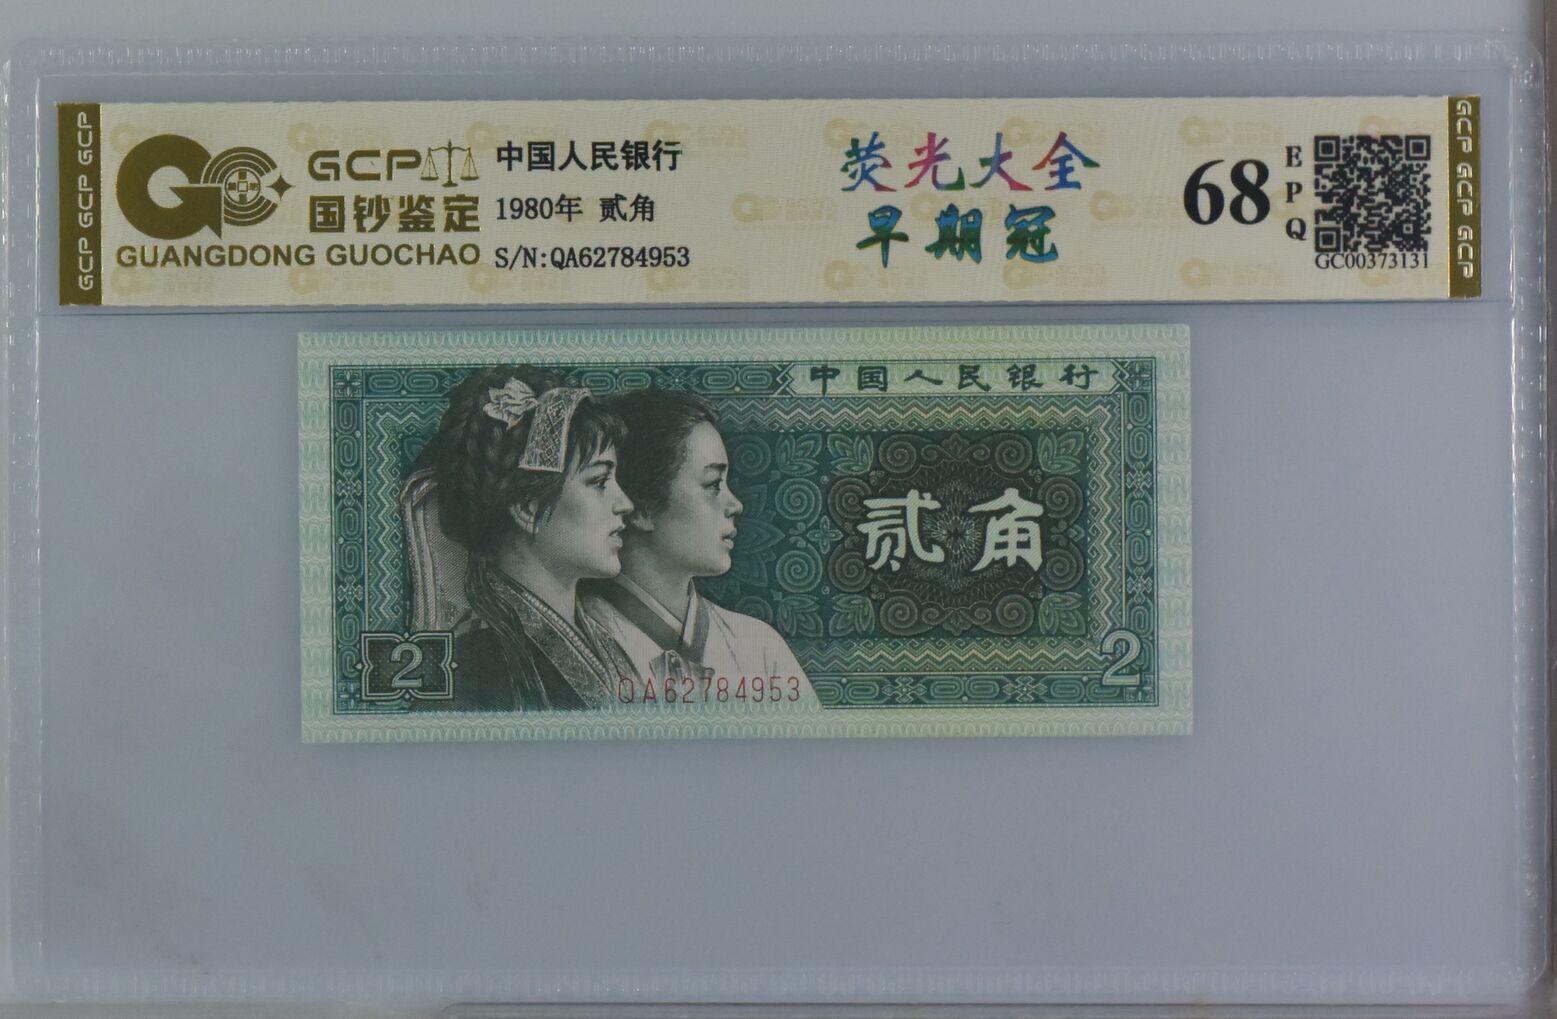 GCP GCP GCP
GCP
国钞鉴定
GUANGDONG GUOCHAO
中国人民银行
1980年 贰角
S/N:QA62784953
荧光大全
早期冠
68
EPQ
GC00373131
GCP GCP GCP
中国人民银行
贰角
2
2
QA62784953